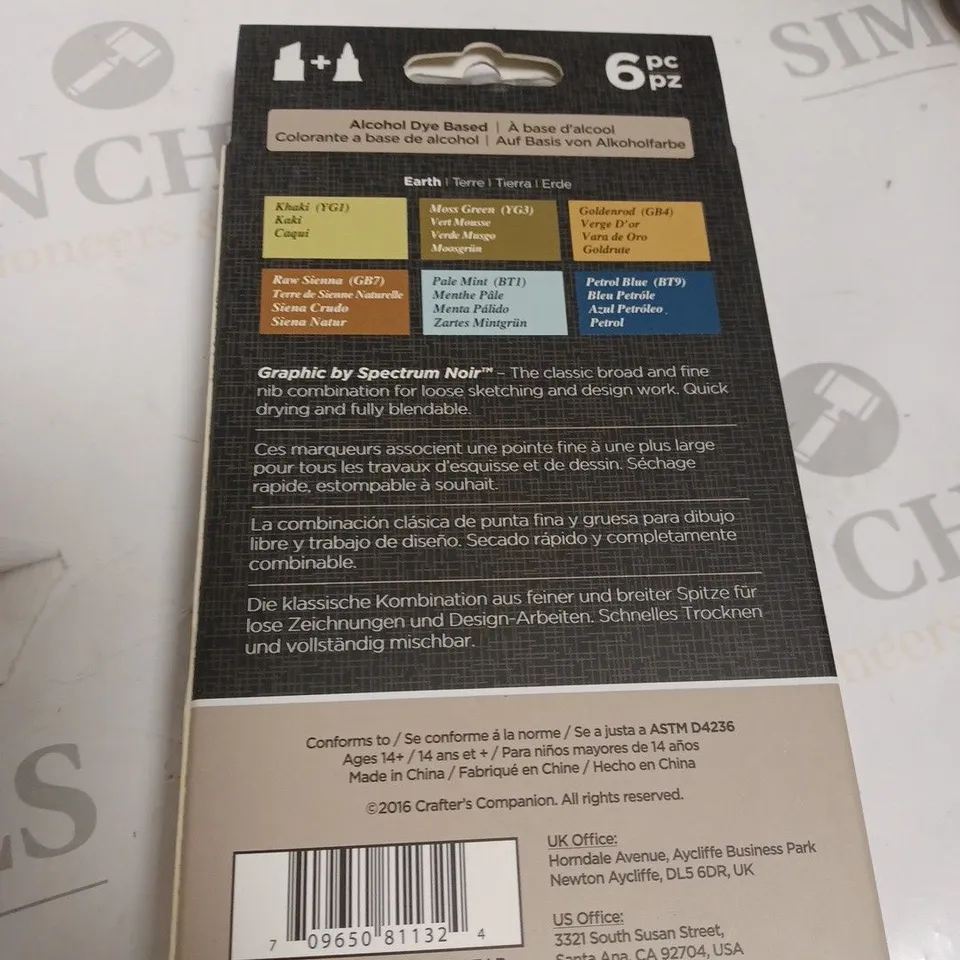 6 pc
pz
Alcohol Dye Based | À base d'alcool
Colorante a base de alcohol | Auf Basis von Alkoholfarbe
Earth | Terre | Tierra | Erde
Khaki (YG1)
Kaki
Caqui
Moss Green (YG3)
Vert Mousse
Verde Musgo
Moosgrün
Goldenrod (GB4)
Verge D'or
Vara de Oro
Goldrute
Raw Sienna (GB7)
Terre de Sienne Naturelle
Siena Crudo
Siena Natur
Pale Mint (BT1)
Menthe Pâle
Menta Pálido
Zartes Mintgrün
Petrol Blue (BT9)
Bleu Petróle
Azul Petróleo
Petrol
Graphic by Spectrum Noir™ – The classic broad and fine
nib combination for loose sketching and design work. Quick
drying and fully blendable.
Ces marqueurs associent une pointe fine à une plus large
pour tous les travaux d'esquisse et de dessin. Séchage
rapide, estompable à souhait.
La combinación clásica de punta fina y gruesa para dibujo
libre y trabajo de diseño. Secado rápido y completamente
combinable.
Die klassische Kombination aus feiner und breiter Spitze für
lose Zeichnungen und Design-Arbeiten. Schnelles Trocknen
und vollständig mischbar.
Conforms to / Se conforme á la norme / Se a justa a ASTM D4236
Ages 14+ / 14 ans et + / Para niños mayores de 14 años
Made in China / Fabriqué en Chine / Hecho en China
©2016 Crafter's Companion. All rights reserved.
UK Office:
Horndale Avenue, Aycliffe Business Park
Newton Aycliffe, DL5 6DR, UK
US Office:
3321 South Susan Street,
Santa Ana, CA 92704, USA
7 09650 81132 4